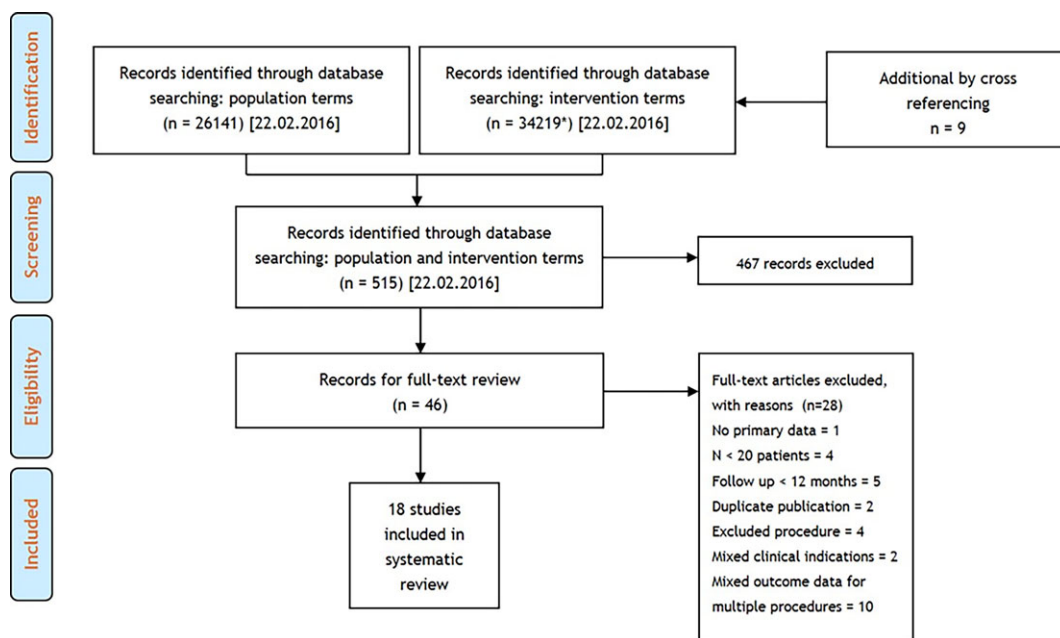 Identification
Records identified through database
searching: population terms
(n = 26141) [22.02.2016]
Records identified through database
searching: intervention terms
(n = 34219*) [22.02.2016]
Additional by cross
referencing
n = 9
Screening
Records identified through database
searching: population and intervention terms
(n = 515) [22.02.2016]
467 records excluded
Eligibility
Records for full-text review
(n = 46)
Full-text articles excluded,
with reasons (n=28)
No primary data = 1
N < 20 patients = 4
Follow up < 12 months = 5
Duplicate publication = 2
Excluded procedure = 4
Mixed clinical indications = 2
Mixed outcome data for
multiple procedures = 10
Included
18 studies
included in
systematic
review